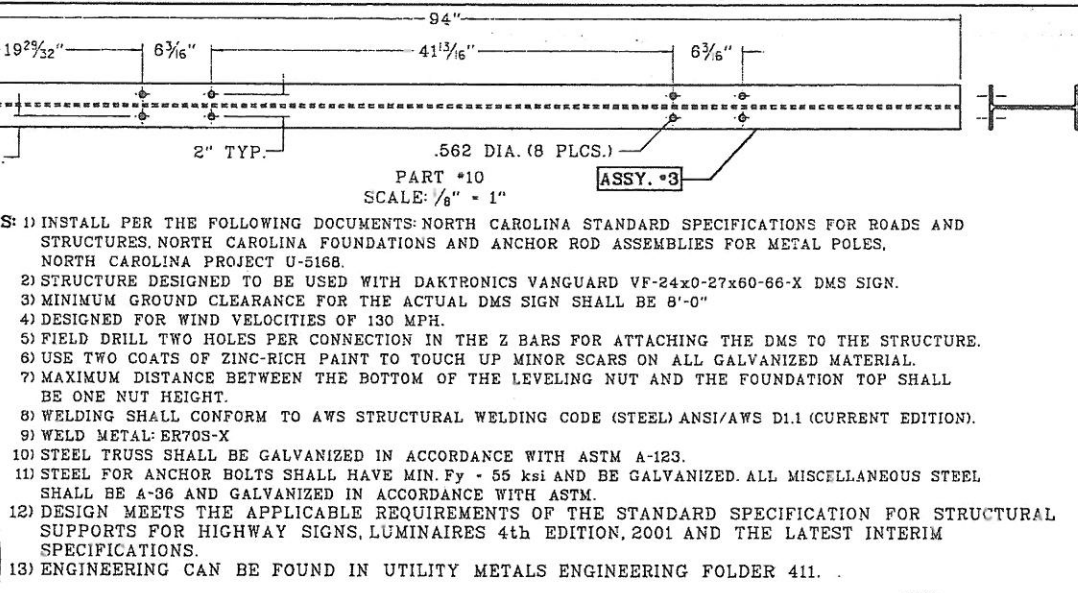 94"
19 29/32" 6 3/16" 41 13/16" 6 3/16"
2" TYP. .562 DIA. (8 PLCS.)
PART #10 ASSY. #3
SCALE: 1/8" = 1"
S: 1) INSTALL PER THE FOLLOWING DOCUMENTS: NORTH CAROLINA STANDARD SPECIFICATIONS FOR ROADS AND
STRUCTURES, NORTH CAROLINA FOUNDATIONS AND ANCHOR ROD ASSEMBLIES FOR METAL POLES,
NORTH CAROLINA PROJECT U-5168.
2) STRUCTURE DESIGNED TO BE USED WITH DAKTRONICS VANGUARD VF-24x0-27x60-66-X DMS SIGN.
3) MINIMUM GROUND CLEARANCE FOR THE ACTUAL DMS SIGN SHALL BE 8'-0"
4) DESIGNED FOR WIND VELOCITIES OF 130 MPH.
5) FIELD DRILL TWO HOLES PER CONNECTION IN THE Z BARS FOR ATTACHING THE DMS TO THE STRUCTURE.
6) USE TWO COATS OF ZINC-RICH PAINT TO TOUCH UP MINOR SCARS ON ALL GALVANIZED MATERIAL.
7) MAXIMUM DISTANCE BETWEEN THE BOTTOM OF THE LEVELING NUT AND THE FOUNDATION TOP SHALL
BE ONE NUT HEIGHT.
8) WELDING SHALL CONFORM TO AWS STRUCTURAL WELDING CODE (STEEL) ANSI/AWS D1.1 (CURRENT EDITION).
9) WELD METAL: ER70S-X
10) STEEL TRUSS SHALL BE GALVANIZED IN ACCORDANCE WITH ASTM A-123.
11) STEEL FOR ANCHOR BOLTS SHALL HAVE MIN. Fy = 55 ksi AND BE GALVANIZED. ALL MISCELLANEOUS STEEL
SHALL BE A-36 AND GALVANIZED IN ACCORDANCE WITH ASTM.
12) DESIGN MEETS THE APPLICABLE REQUIREMENTS OF THE STANDARD SPECIFICATION FOR STRUCTURAL
SUPPORTS FOR HIGHWAY SIGNS, LUMINAIRES 4th EDITION, 2001 AND THE LATEST INTERIM
SPECIFICATIONS.
13) ENGINEERING CAN BE FOUND IN UTILITY METALS ENGINEERING FOLDER 411.